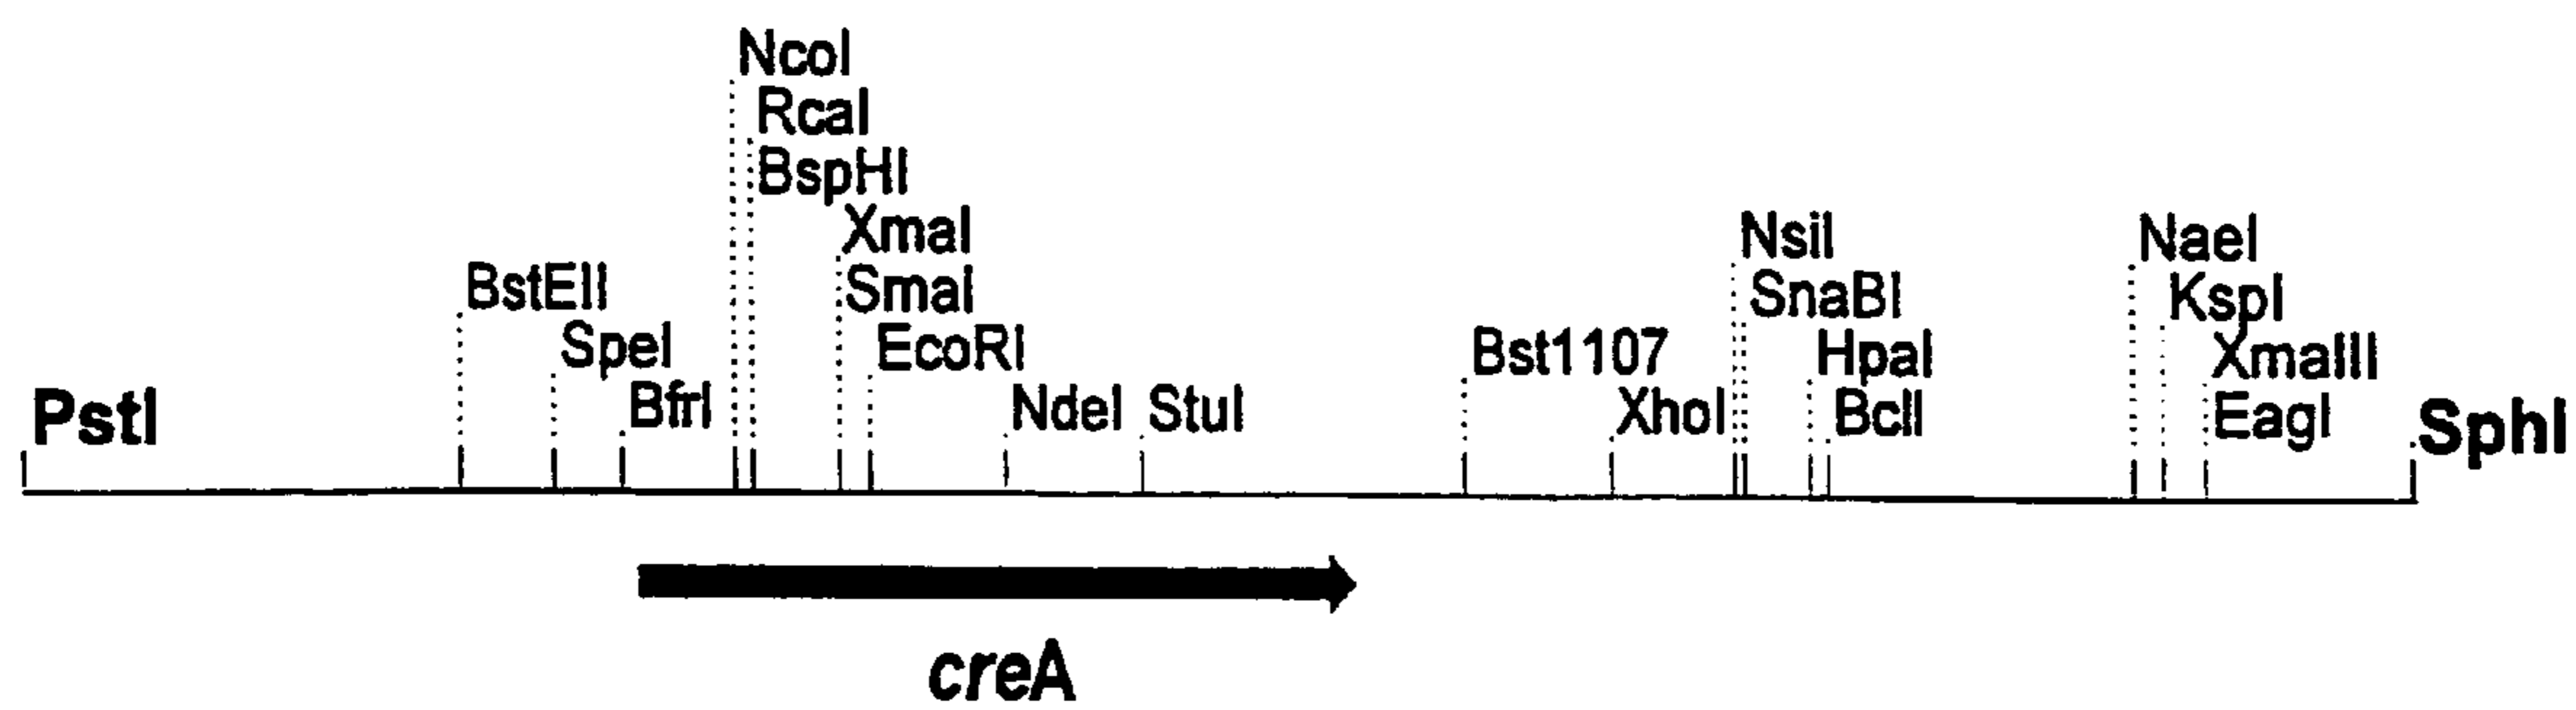 NcoI
RcaI
BspHI
XmaI
SmaI
EcoRI
BstEII
SpeI
BfrI
PstI
NdeI
StuI
Bst1107
XhoI
NsiI
SnaBI
HpaI
BclI
NaeI
KspI
XmaIII
EagI
SphI
creA